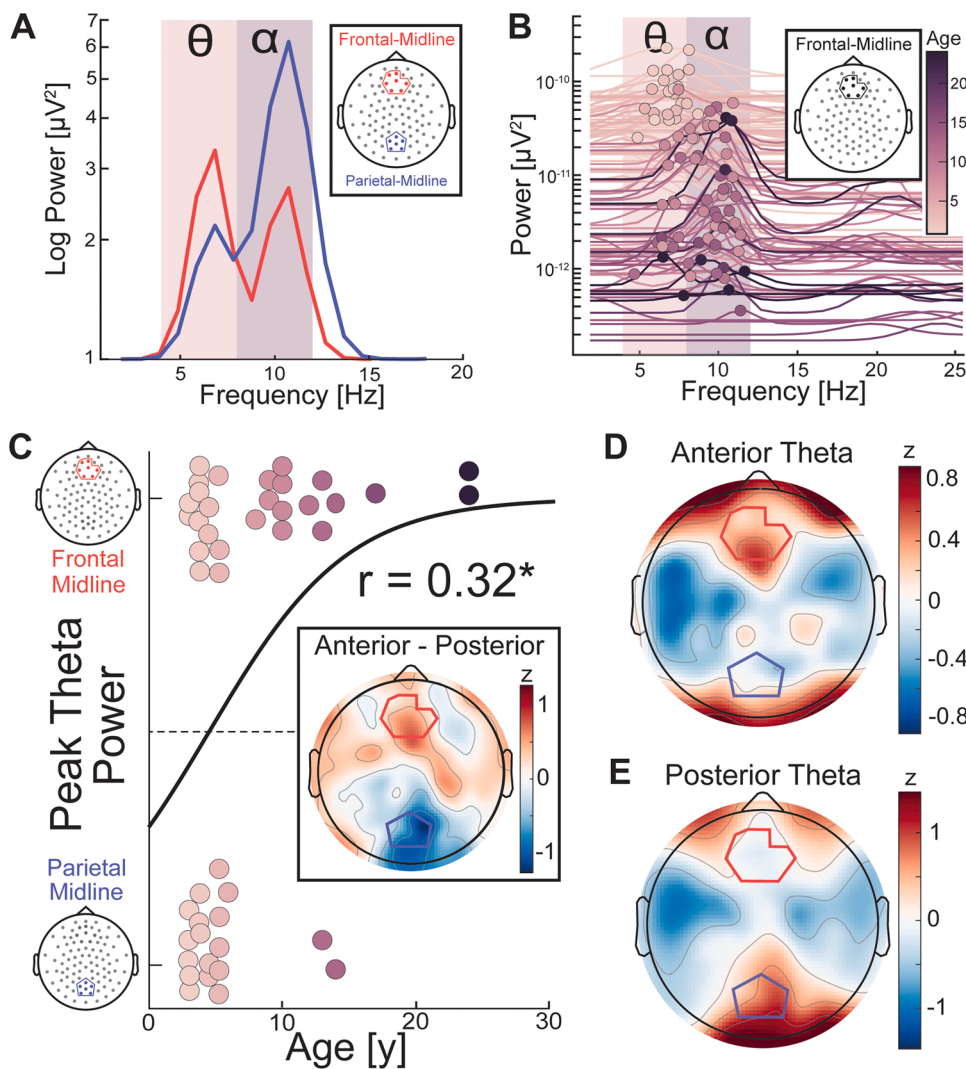 A
Log Power [µV²]
7
6
5
4
3
2
1
θ
α
Frontal-Midline
Parietal-Midline
5
10
15
20
Frequency [Hz]
B
Power [µV²]
10⁻¹⁰
10⁻¹¹
10⁻¹²
θ
α
Frontal-Midline
Age
20
15
10
5
5
10
15
20
25
Frequency [Hz]
C
Frontal
Midline
Peak Theta
Power
Parietal
Midline
r = 0.32*
Anterior - Posterior
z
1
0
-1
0
10
20
30
Age [y]
D
Anterior Theta
z
0.8
0.4
0
-0.4
-0.8
E
Posterior Theta
z
1
0
-1